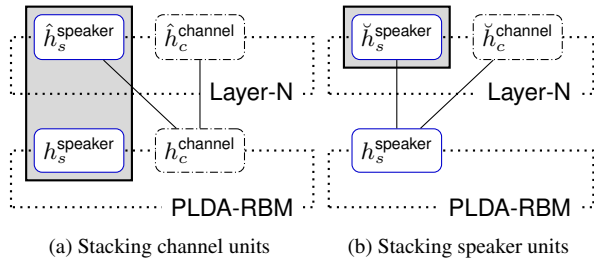 ĥ_s^speaker ĥ_c^channel
Layer-N
h_s^speaker h_c^channel
PLDA-RBM
(a) Stacking channel units
h̆_s^speaker h̆_c^channel
Layer-N
h_s^speaker
PLDA-RBM
(b) Stacking speaker units